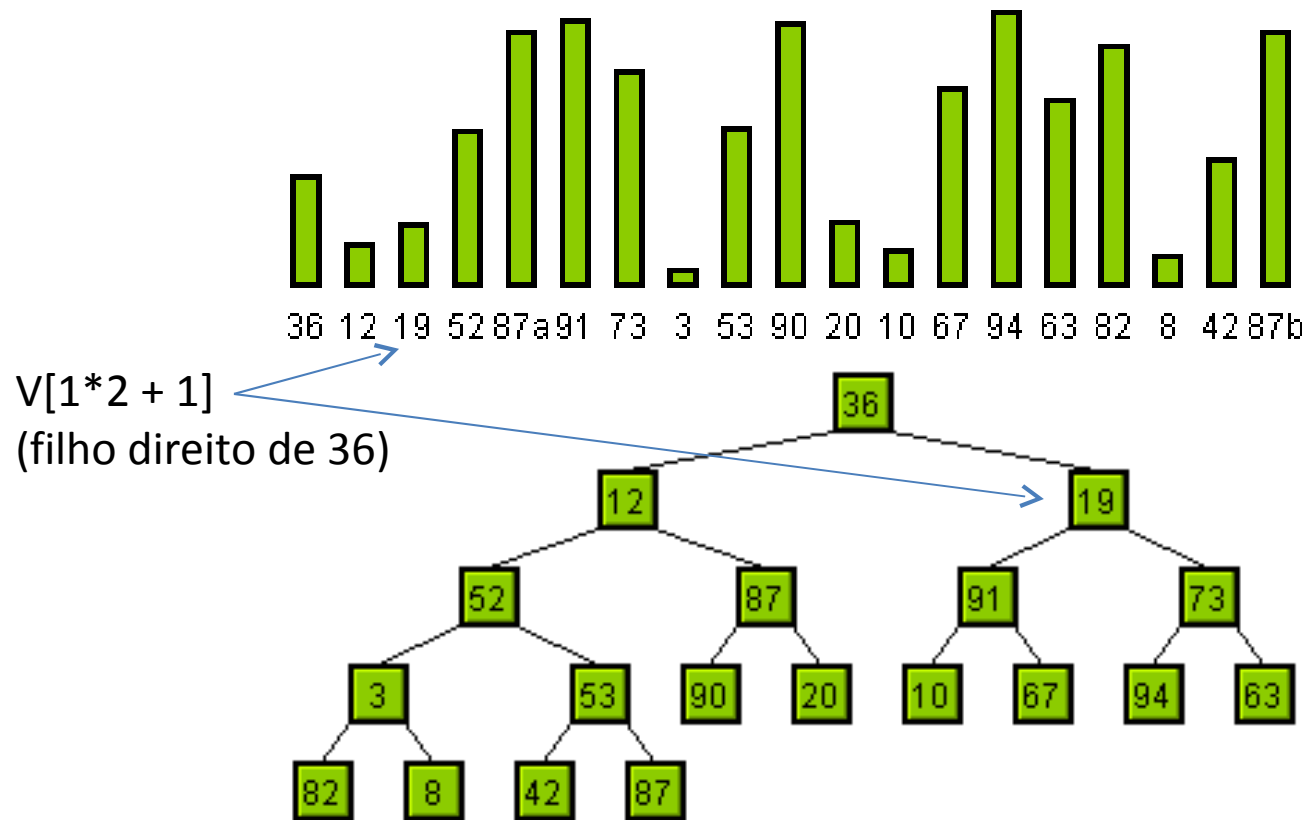 36 12 19 52 87a 91 73 3 53 90 20 10 67 94 63 82 8 42 87b
V[1*2 + 1]
(filho direito de 36)
36
12 19
52 87 91 73
3 53 90 20 10 67 94 63
82 8 42 87